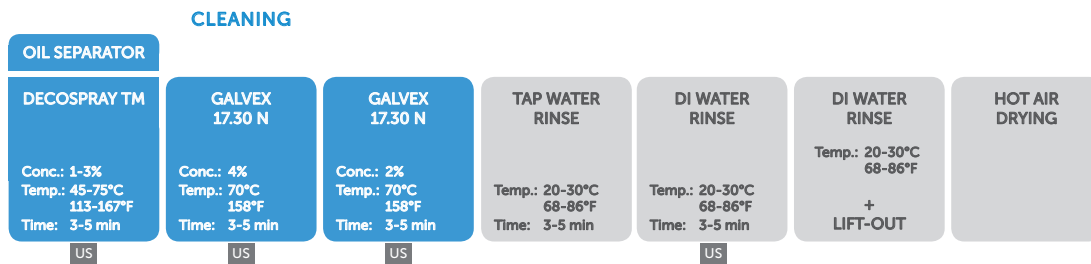 CLEANING
OIL SEPARATOR
DECOSPRAY TM
Conc.: 1-3%
Temp.: 45-75°C
113-167°F
Time: 3-5 min
US
GALVEX
17.30 N
Conc.: 4%
Temp.: 70°C
158°F
Time: 3-5 min
US
GALVEX
17.30 N
Conc.: 2%
Temp.: 70°C
158°F
Time: 3-5 min
US
TAP WATER
RINSE
Temp.: 20-30°C
68-86°F
Time: 3-5 min
DI WATER
RINSE
Temp.: 20-30°C
68-86°F
Time: 3-5 min
US
DI WATER
RINSE
Temp.: 20-30°C
68-86°F
+
LIFT-OUT
HOT AIR
DRYING